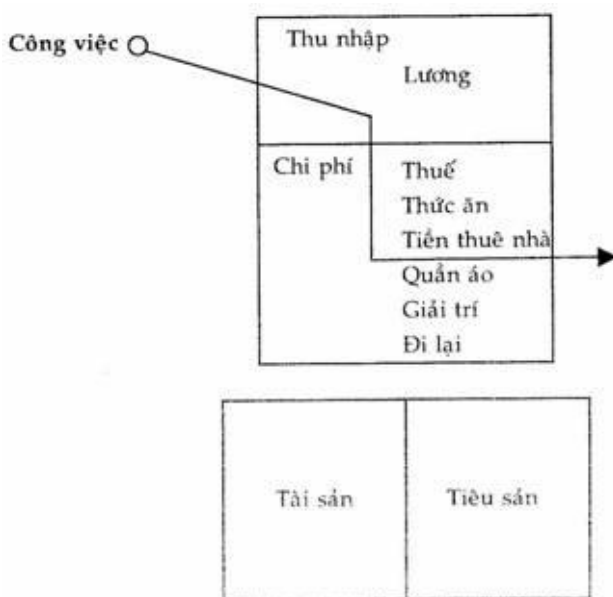 Thu nhập
Công việc
Lương
Chi phí
Thuế
Thức ăn
Tiền thuê nhà
Quần áo
Giải trí
Đi lại
Tài sản
Tiêu sản